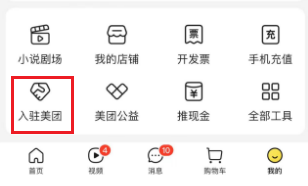 小说剧场 我的店铺 开发票 手机充值
入驻美团 美团公益 推现金 全部工具
4 10
首页 视频 消息 购物车 我的